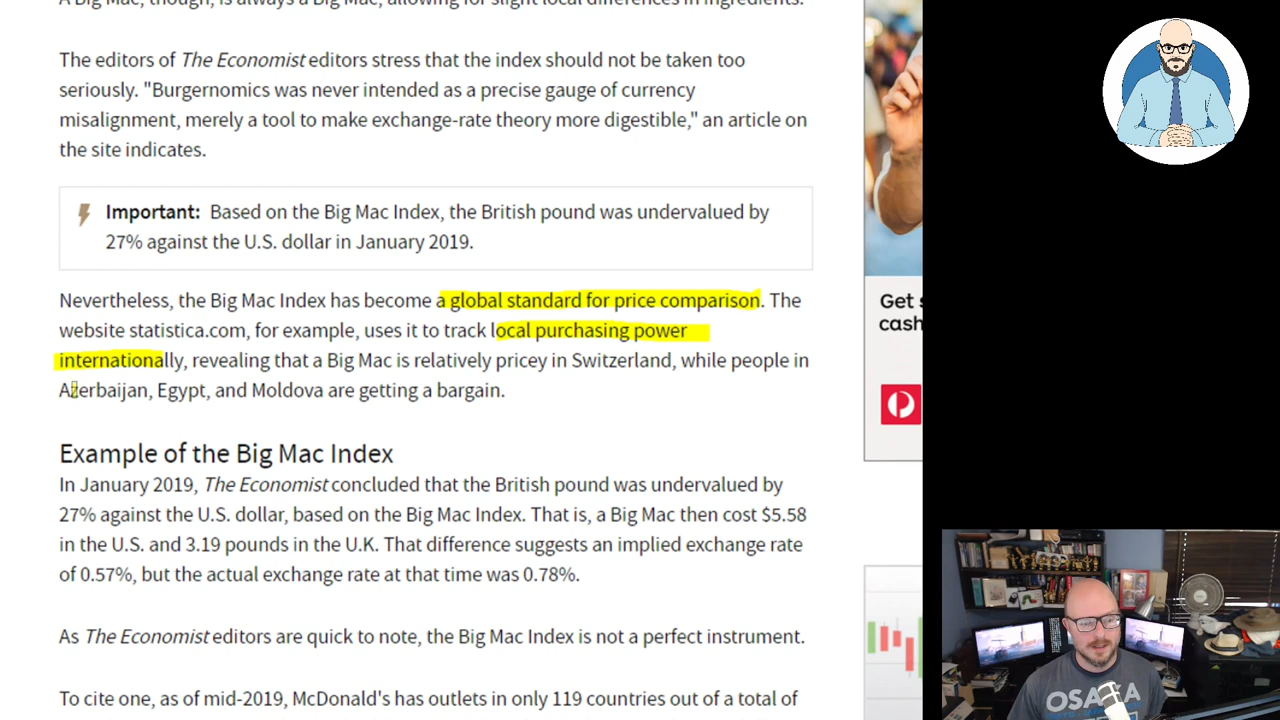 A Big Mac, though, is always a Big Mac, allowing for slight local differences in ingredients.
The editors of The Economist editors stress that the index should not be taken too
seriously. "Burgernomics was never intended as a precise gauge of currency
misalignment, merely a tool to make exchange-rate theory more digestible," an article on
the site indicates.
Important: Based on the Big Mac Index, the British pound was undervalued by
27% against the U.S. dollar in January 2019.
Nevertheless, the Big Mac Index has become a global standard for price comparison. The
website statistica.com, for example, uses it to track local purchasing power
internationally, revealing that a Big Mac is relatively pricey in Switzerland, while people in
Azerbaijan, Egypt, and Moldova are getting a bargain.
Example of the Big Mac Index
In January 2019, The Economist concluded that the British pound was undervalued by
27% against the U.S. dollar, based on the Big Mac Index. That is, a Big Mac then cost $5.58
in the U.S. and 3.19 pounds in the U.K. That difference suggests an implied exchange rate
of 0.57%, but the actual exchange rate at that time was 0.78%.
As The Economist editors are quick to note, the Big Mac Index is not a perfect instrument.
To cite one, as of mid-2019, McDonald's has outlets in only 119 countries out of a total of
Get
cash
OSAKA